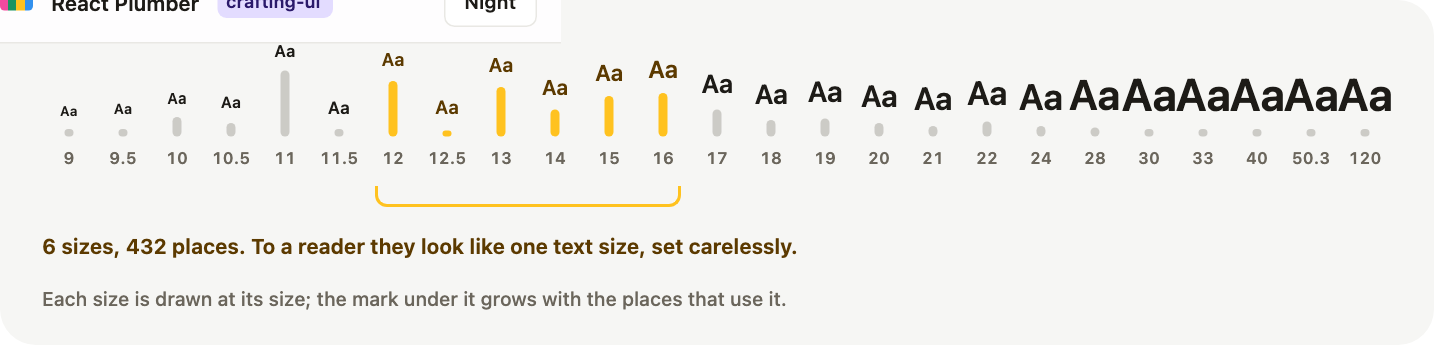 React Plumber crafting-ui Night
Aa Aa Aa Aa Aa Aa Aa Aa Aa Aa Aa Aa Aa Aa Aa Aa Aa Aa Aa Aa Aa Aa Aa Aa Aa
9 9.5 10 10.5 11 11.5 12 12.5 13 14 15 16 17 18 19 20 21 22 24 28 30 33 40 50.3 120
6 sizes, 432 places. To a reader they look like one text size, set carelessly.
Each size is drawn at its size; the mark under it grows with the places that use it.